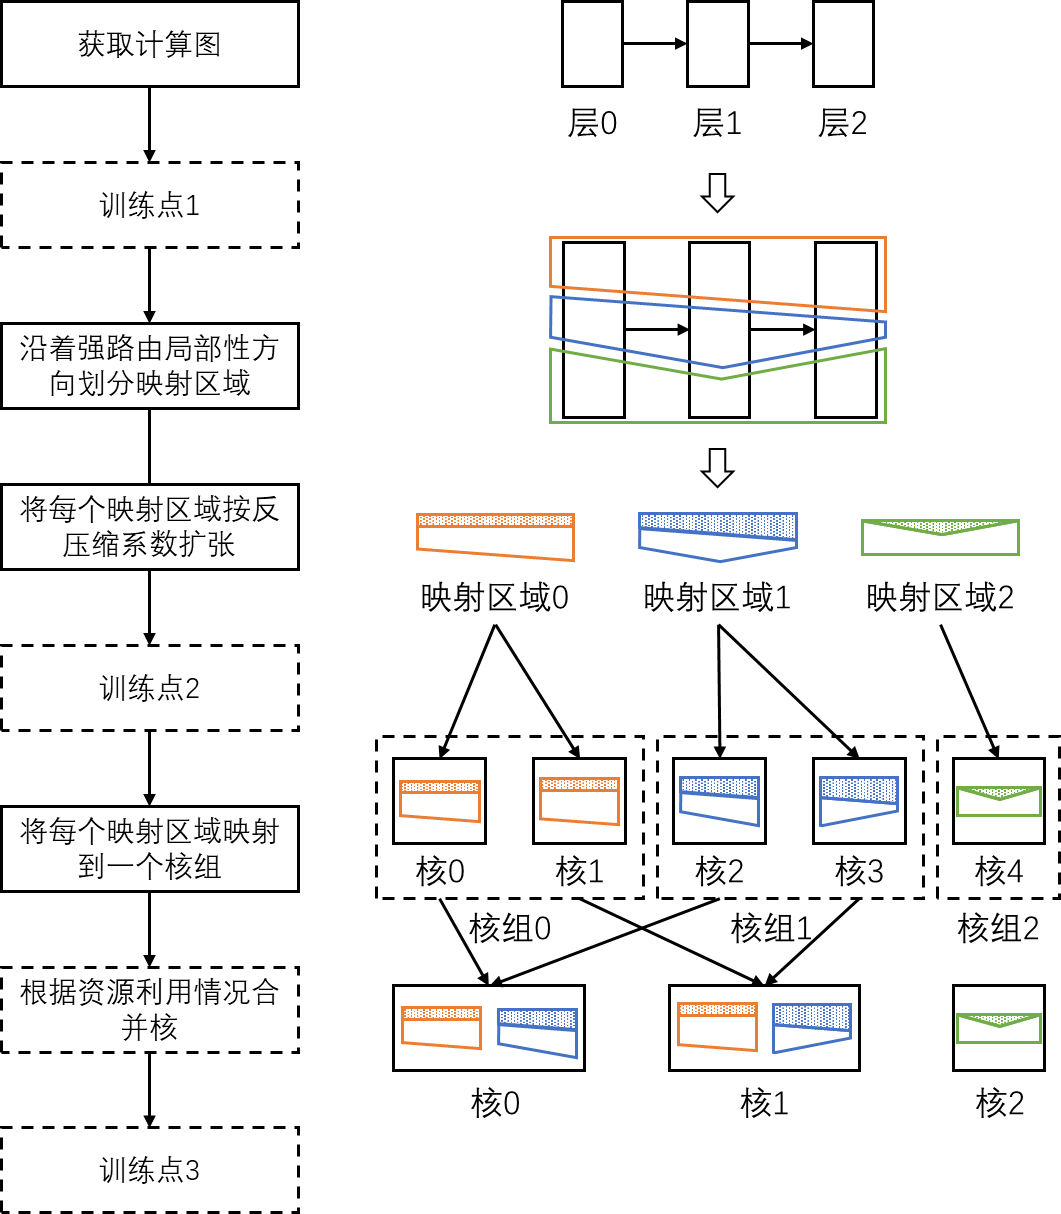 获取计算图
训练点1
沿着强路由局部性方
向划分映射区域
将每个映射区域按反
压缩系数扩张
训练点2
将每个映射区域映射
到一个核组
根据资源利用情况合
并核
训练点3
层0 层1 层2
映射区域0 映射区域1 映射区域2
核0 核1 核2 核3 核4
核组0 核组1 核组2
核0 核1 核2